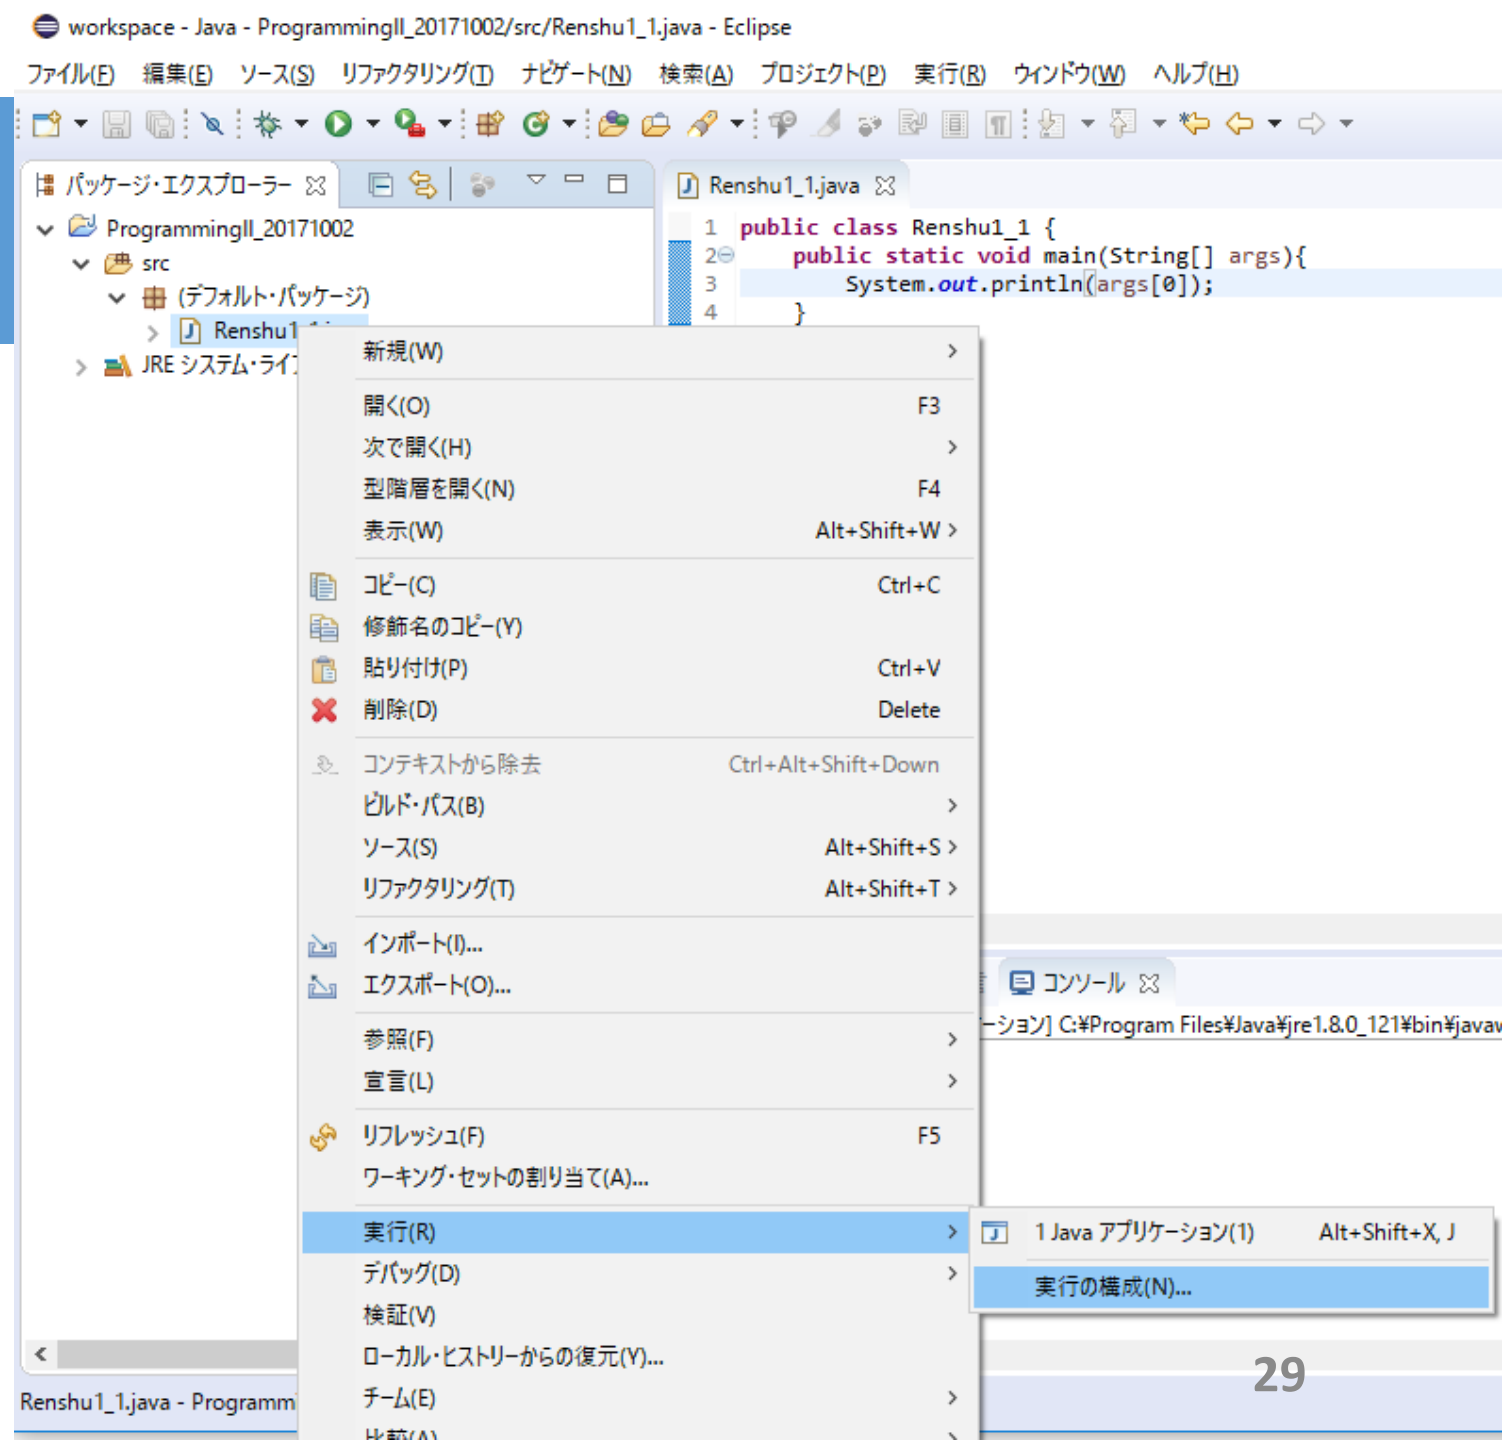 workspace - Java - ProgrammingII_20171002/src/Renshu1_1.java - Eclipse
ファイル(F) 編集(E) ソース(S) リファクタリング(T) ナビゲート(N) 検索(A) プロジェクト(P) 実行(R) ウィンドウ(W) ヘルプ(H)
パッケージ・エクスプローラー
ProgrammingII_20171002
src
(デフォルト・パッケージ)
Renshu1
JRE システム・ライ
Renshu1_1.java
1 public class Renshu1_1 {
2 public static void main(String[] args){
3 System.out.println(args[0]);
4 }
新規(W)
開く(O) F3
次で開く(H)
型階層を開く(N) F4
表示(W) Alt+Shift+W
コピー(C) Ctrl+C
修飾名のコピー(Y)
貼り付け(P) Ctrl+V
削除(D) Delete
コンテキストから除去 Ctrl+Alt+Shift+Down
ビルド・パス(B)
ソース(S) Alt+Shift+S
リファクタリング(T) Alt+Shift+T
インポート(I)...
エクスポート(O)...
参照(F)
宣言(L)
リフレッシュ(F) F5
ワーキング・セットの割り当て(A)...
実行(R)
デバッグ(D)
検証(V)
ローカル・ヒストリーからの復元(Y)...
チーム(E)
比較(A)
1 Java アプリケーション(1) Alt+Shift+X, J
実行の構成(N)...
コンソール
ーション] C:¥Program Files¥Java¥jre1.8.0_121¥bin¥javaw
29
Renshu1_1.java - Programm